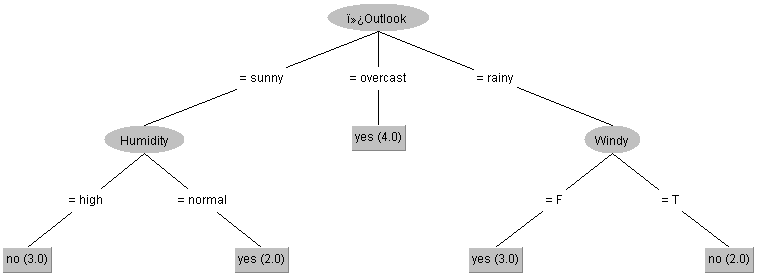 ï»¿Outlook
= sunny
= overcast
= rainy
Humidity
yes (4.0)
Windy
= high
= normal
= F
= T
no (3.0)
yes (2.0)
yes (3.0)
no (2.0)